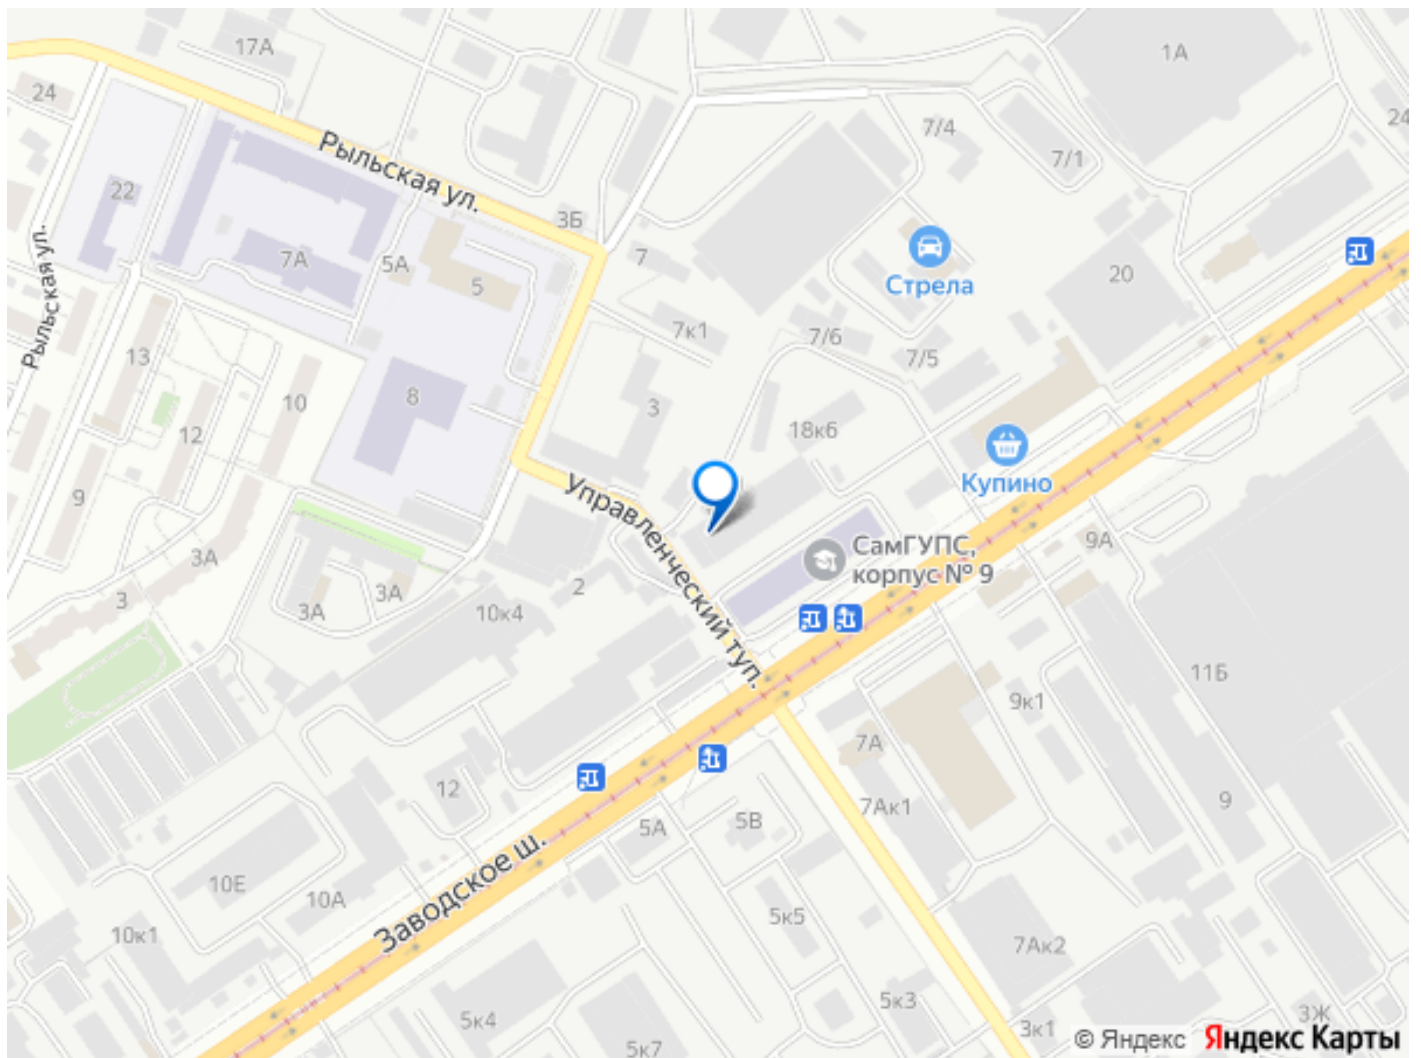 17А
1А
24
24
7/4
Рыльская ул.
7/1
22
3Б
7
7А
5А
5
Стрела
20
Рыльская ул.
7к1
7/6
7/5
13
8
10
3
12
18к6
Купино
9
Управленческий туп.
СамГУПС,
корпус № 9
9А
3А
3
3А
3А
2
10к4
11Б
9к1
7А
12
9
7Ак1
5В
5А
Заводское ш.
10Е
10А
5к5
10к1
7Ак2
5к3
3Ж
5к4
3к1
5к7
© Яндекс Яндекс Карты